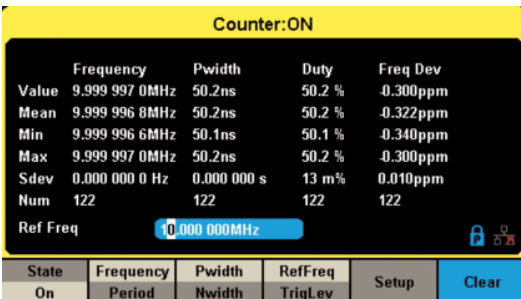 Counter:ON
Frequency Pwidth Duty Freq Dev
Value 9.999 997 0MHz 50.2ns 50.2 % -0.300ppm
Mean 9.999 996 8MHz 50.2ns 50.2 % -0.322ppm
Min 9.999 996 6MHz 50.1ns 50.1 % -0.340ppm
Max 9.999 997 0MHz 50.2ns 50.2 % -0.300ppm
Sdev 0.000 000 0 Hz 0.000 000 s 13 m% 0.010ppm
Num 122 122 122 122
Ref Freq 10.000 000MHz
P
State Frequency Pwidth RefFreq Setup Clear
On Period Nwidth TrigLev